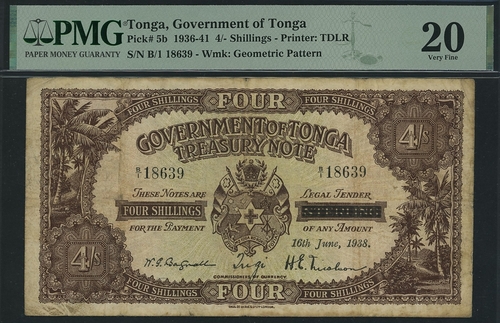 PMG
PAPER MONEY GUARANTY
Tonga, Government of Tonga
Pick# 5b 1936-41 4/- Shillings - Printer: TDLR
S/N B/1 18639 - Wmk: Geometric Pattern
20
Very Fine
FOUR SHILLINGS FOUR FOUR SHILLINGS
GOVERNMENT OF TONGA
TREASURY NOTE
4/s
B/1 18639 B/1 18639
THESE NOTES ARE LEGAL TENDER
FOUR SHILLINGS
FOR THE PAYMENT OF ANY AMOUNT
16th June, 1938.
4/s
Tugi
COMMISSIONERS OF CURRENCY
FOUR SHILLINGS FOUR FOUR SHILLINGS